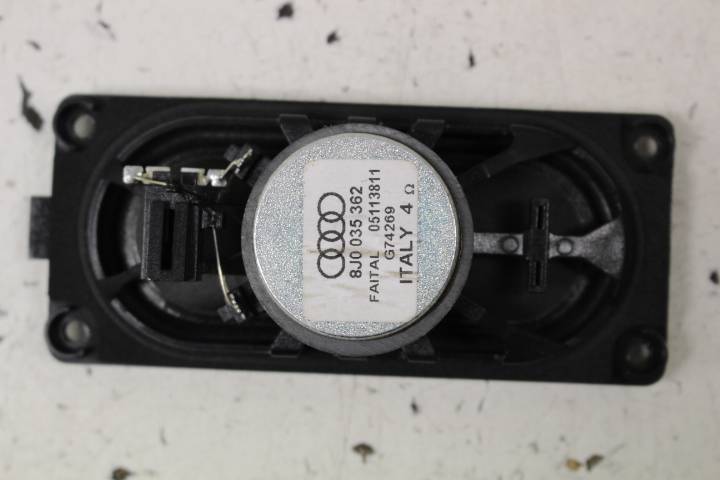 8J0 035 362
FAITAL 05113811
G74269
ITALY 4 Ω